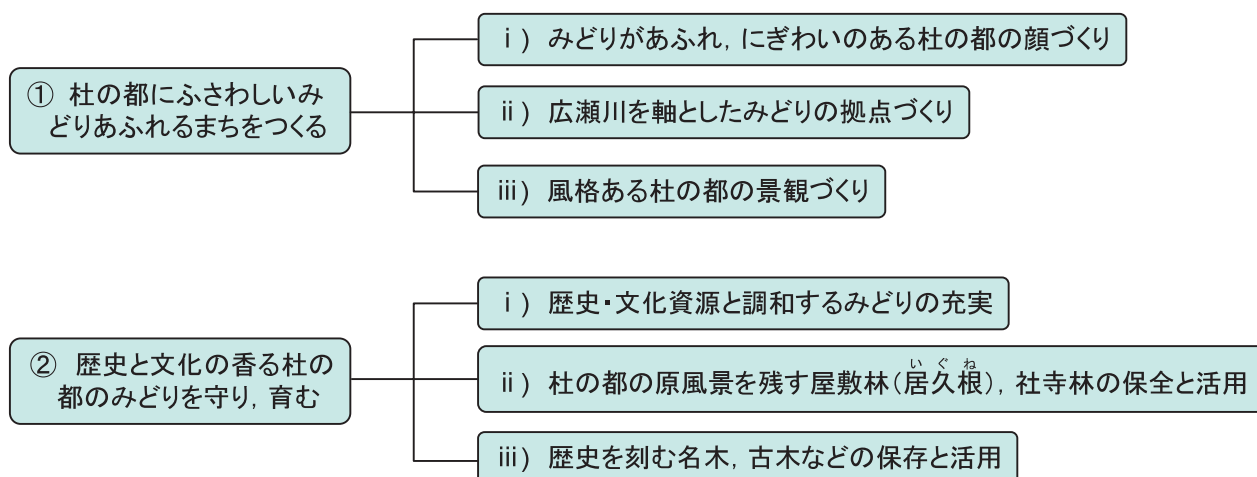 ① 杜の都にふさわしいみ
どりあふれるまちをつくる
ⅰ) みどりがあふれ，にぎわいのある杜の都の顔づくり
ⅱ) 広瀬川を軸としたみどりの拠点づくり
ⅲ) 風格ある杜の都の景観づくり
② 歴史と文化の香る杜の
都のみどりを守り，育む
ⅰ) 歴史・文化資源と調和するみどりの充実
いぐね
ⅱ) 杜の都の原風景を残す屋敷林(居久根)，社寺林の保全と活用
ⅲ) 歴史を刻む名木，古木などの保存と活用